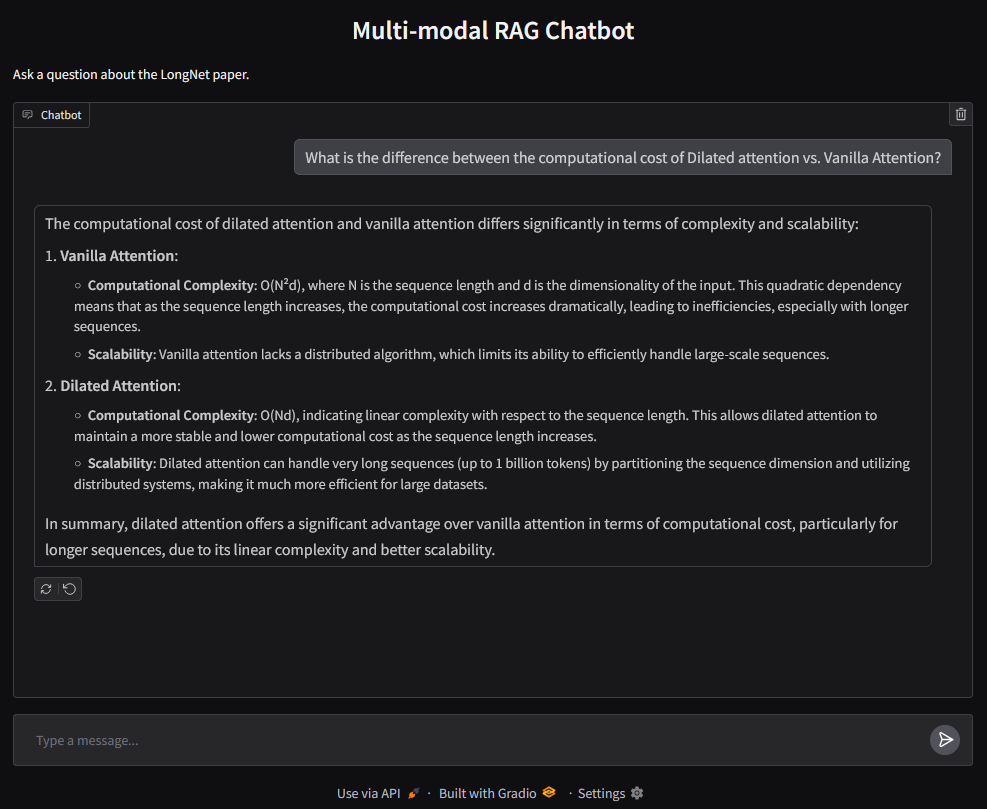 Multi-modal RAG Chatbot
Ask a question about the LongNet paper.
Chatbot
What is the difference between the computational cost of Dilated attention vs. Vanilla Attention?
The computational cost of dilated attention and vanilla attention differs significantly in terms of complexity and scalability:
1. Vanilla Attention:
○ Computational Complexity: O(N²d), where N is the sequence length and d is the dimensionality of the input. This quadratic dependency
means that as the sequence length increases, the computational cost increases dramatically, leading to inefficiencies, especially with longer
sequences.
○ Scalability: Vanilla attention lacks a distributed algorithm, which limits its ability to efficiently handle large-scale sequences.
2. Dilated Attention:
○ Computational Complexity: O(Nd), indicating linear complexity with respect to the sequence length. This allows dilated attention to
maintain a more stable and lower computational cost as the sequence length increases.
○ Scalability: Dilated attention can handle very long sequences (up to 1 billion tokens) by partitioning the sequence dimension and utilizing
distributed systems, making it much more efficient for large datasets.
In summary, dilated attention offers a significant advantage over vanilla attention in terms of computational cost, particularly for
longer sequences, due to its linear complexity and better scalability.
Type a message...
Use via API · Built with Gradio · Settings